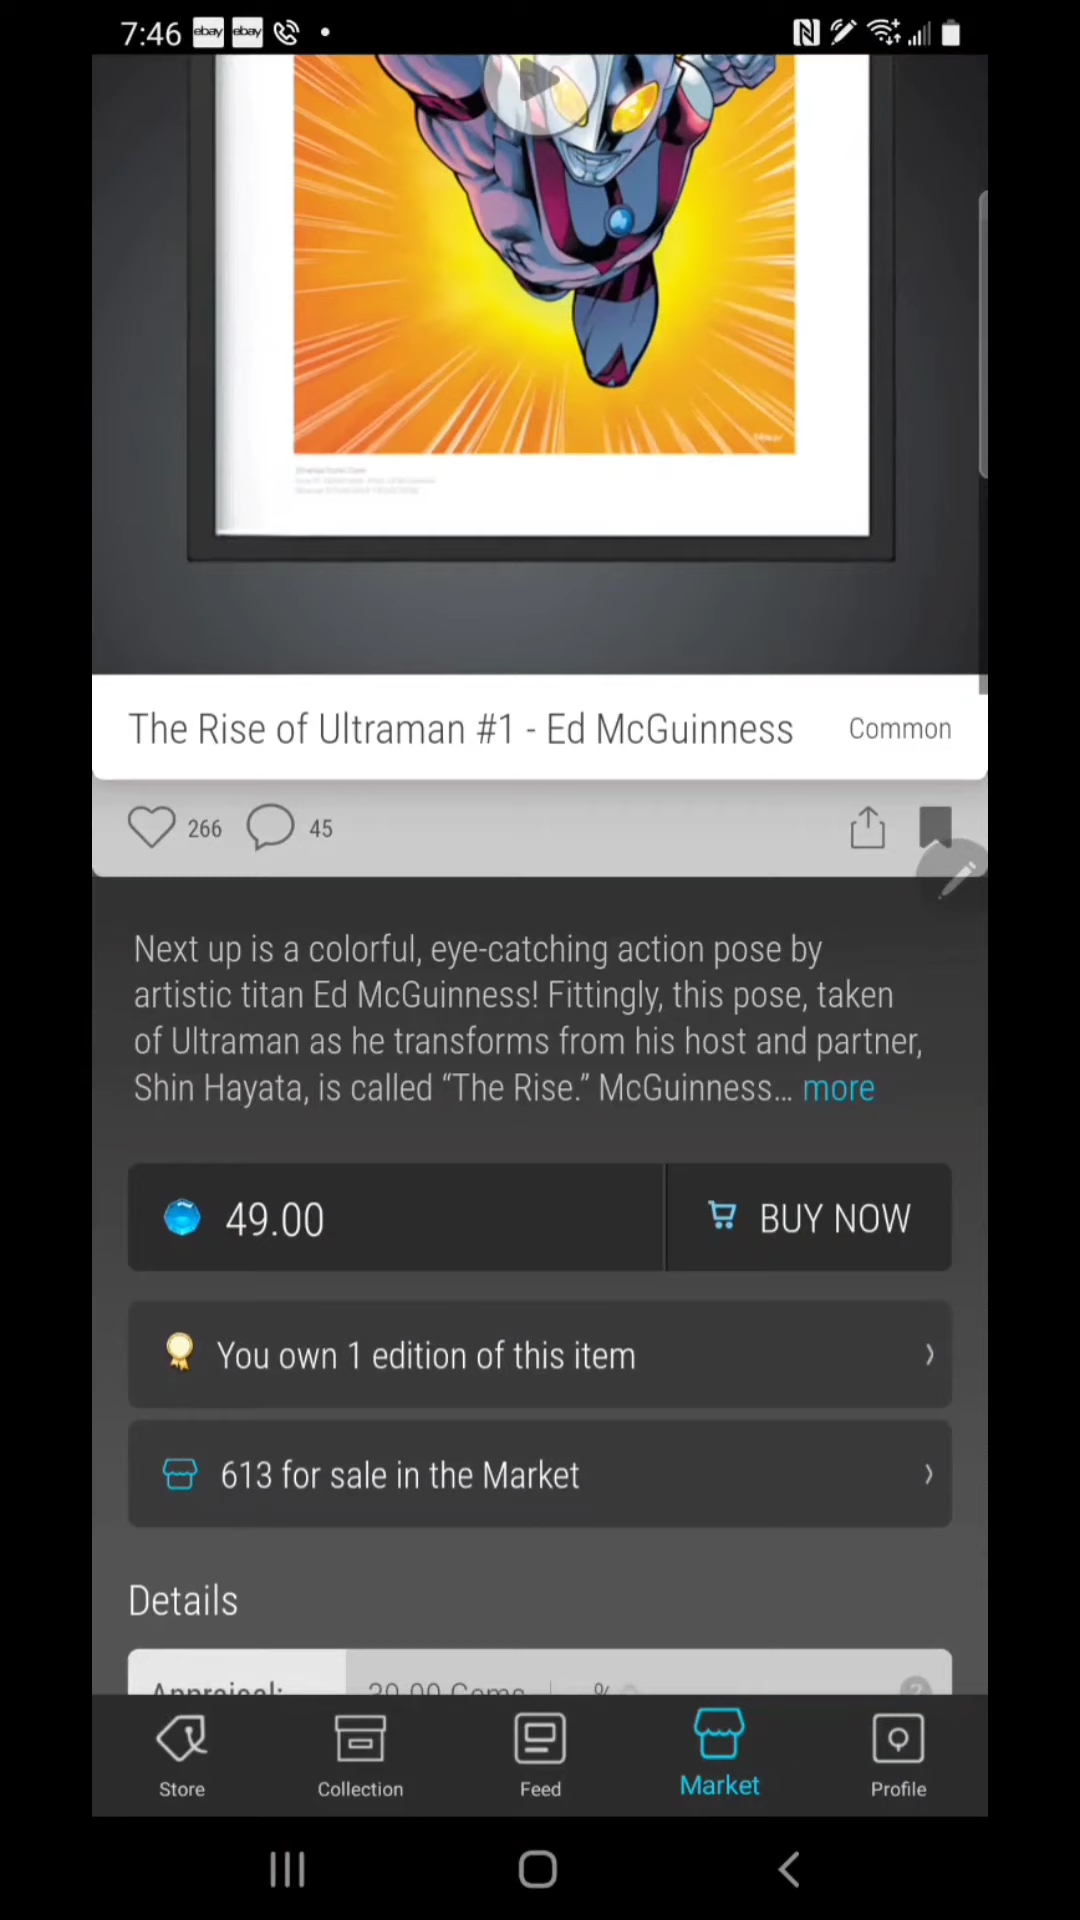 7:46 ebay ebay
The Rise of Ultraman #1 - Ed McGuinness Common
266 45
Next up is a colorful, eye-catching action pose by
artistic titan Ed McGuinness! Fittingly, this pose, taken
of Ultraman as he transforms from his host and partner,
Shin Hayata, is called “The Rise.” McGuinness... more
49.00 BUY NOW
You own 1 edition of this item
613 for sale in the Market
Details
Appraisal: %
Store Collection Feed Market Profile